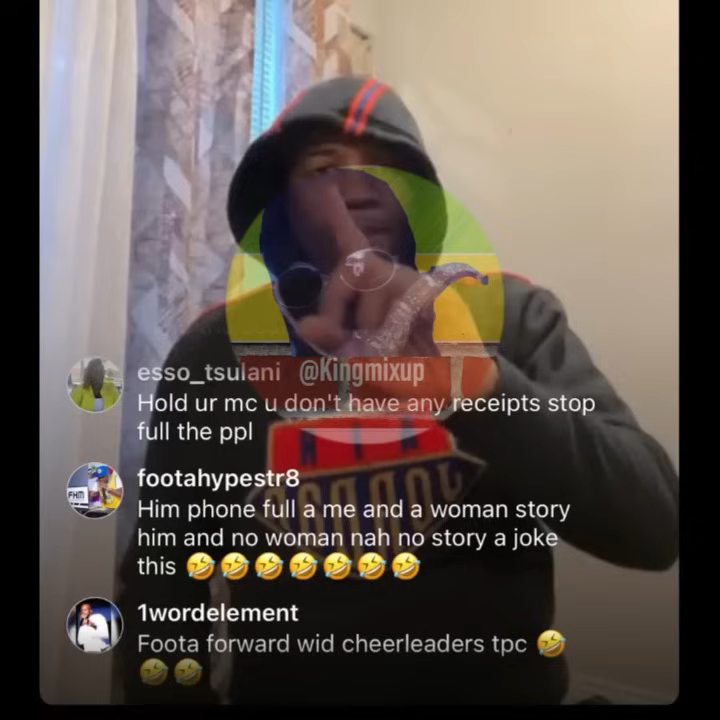 esso_tsulani @Kingmixup
Hold ur mc u don't have any receipts stop
full the ppl
FHM
footahypestr8
Him phone full a me and a woman story
him and no woman nah no story a joke
this 🤣🤣🤣🤣🤣🤣🤣
1wordelement
Foota forward wid cheerleaders tpc 🤣
🤣🤣